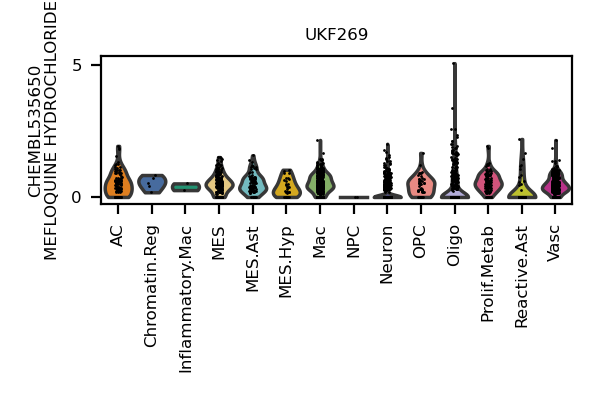 UKF269
CHEMBL535650
MEFLOQUINE HYDROCHLORIDE
5
0
AC
Chromatin.Reg
Inflammatory.Mac
MES
MES.Ast
MES.Hyp
Mac
NPC
Neuron
OPC
Oligo
Prolif.Metab
Reactive.Ast
Vasc